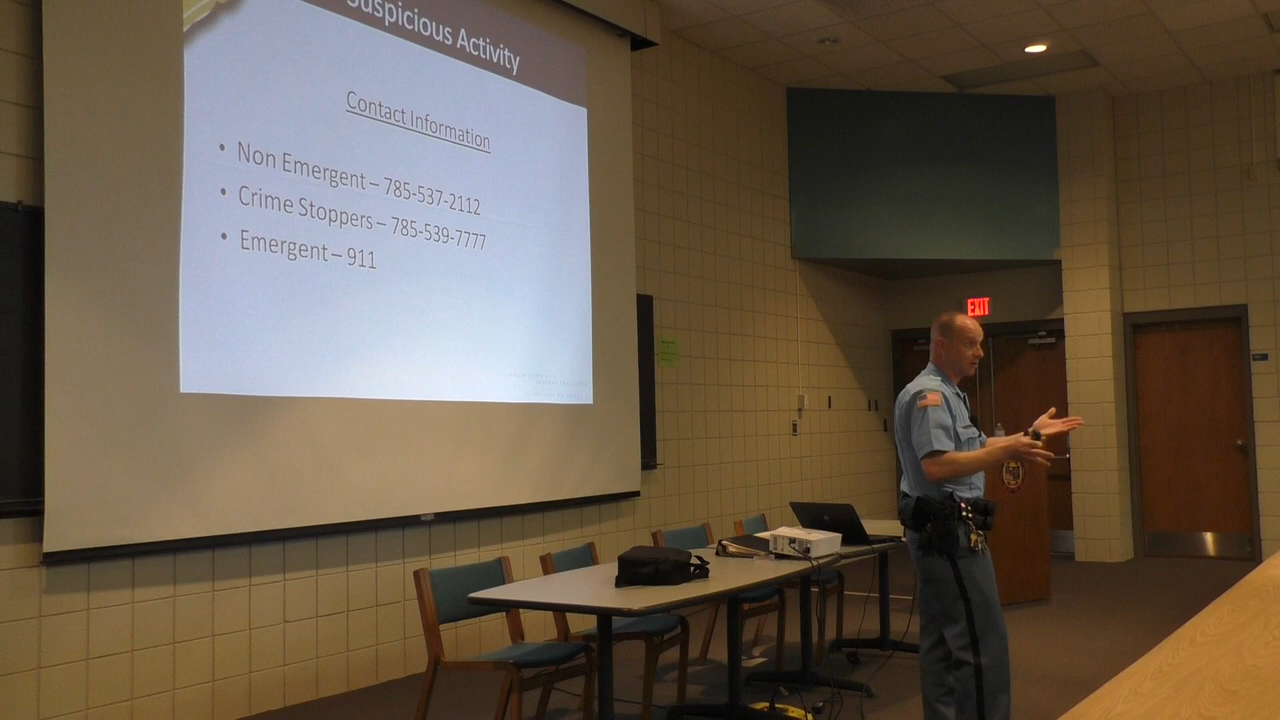 Suspicious Activity
Contact Information
• Non Emergent – 785-537-2112
• Crime Stoppers – 785-539-7777
• Emergent – 911
EXIT